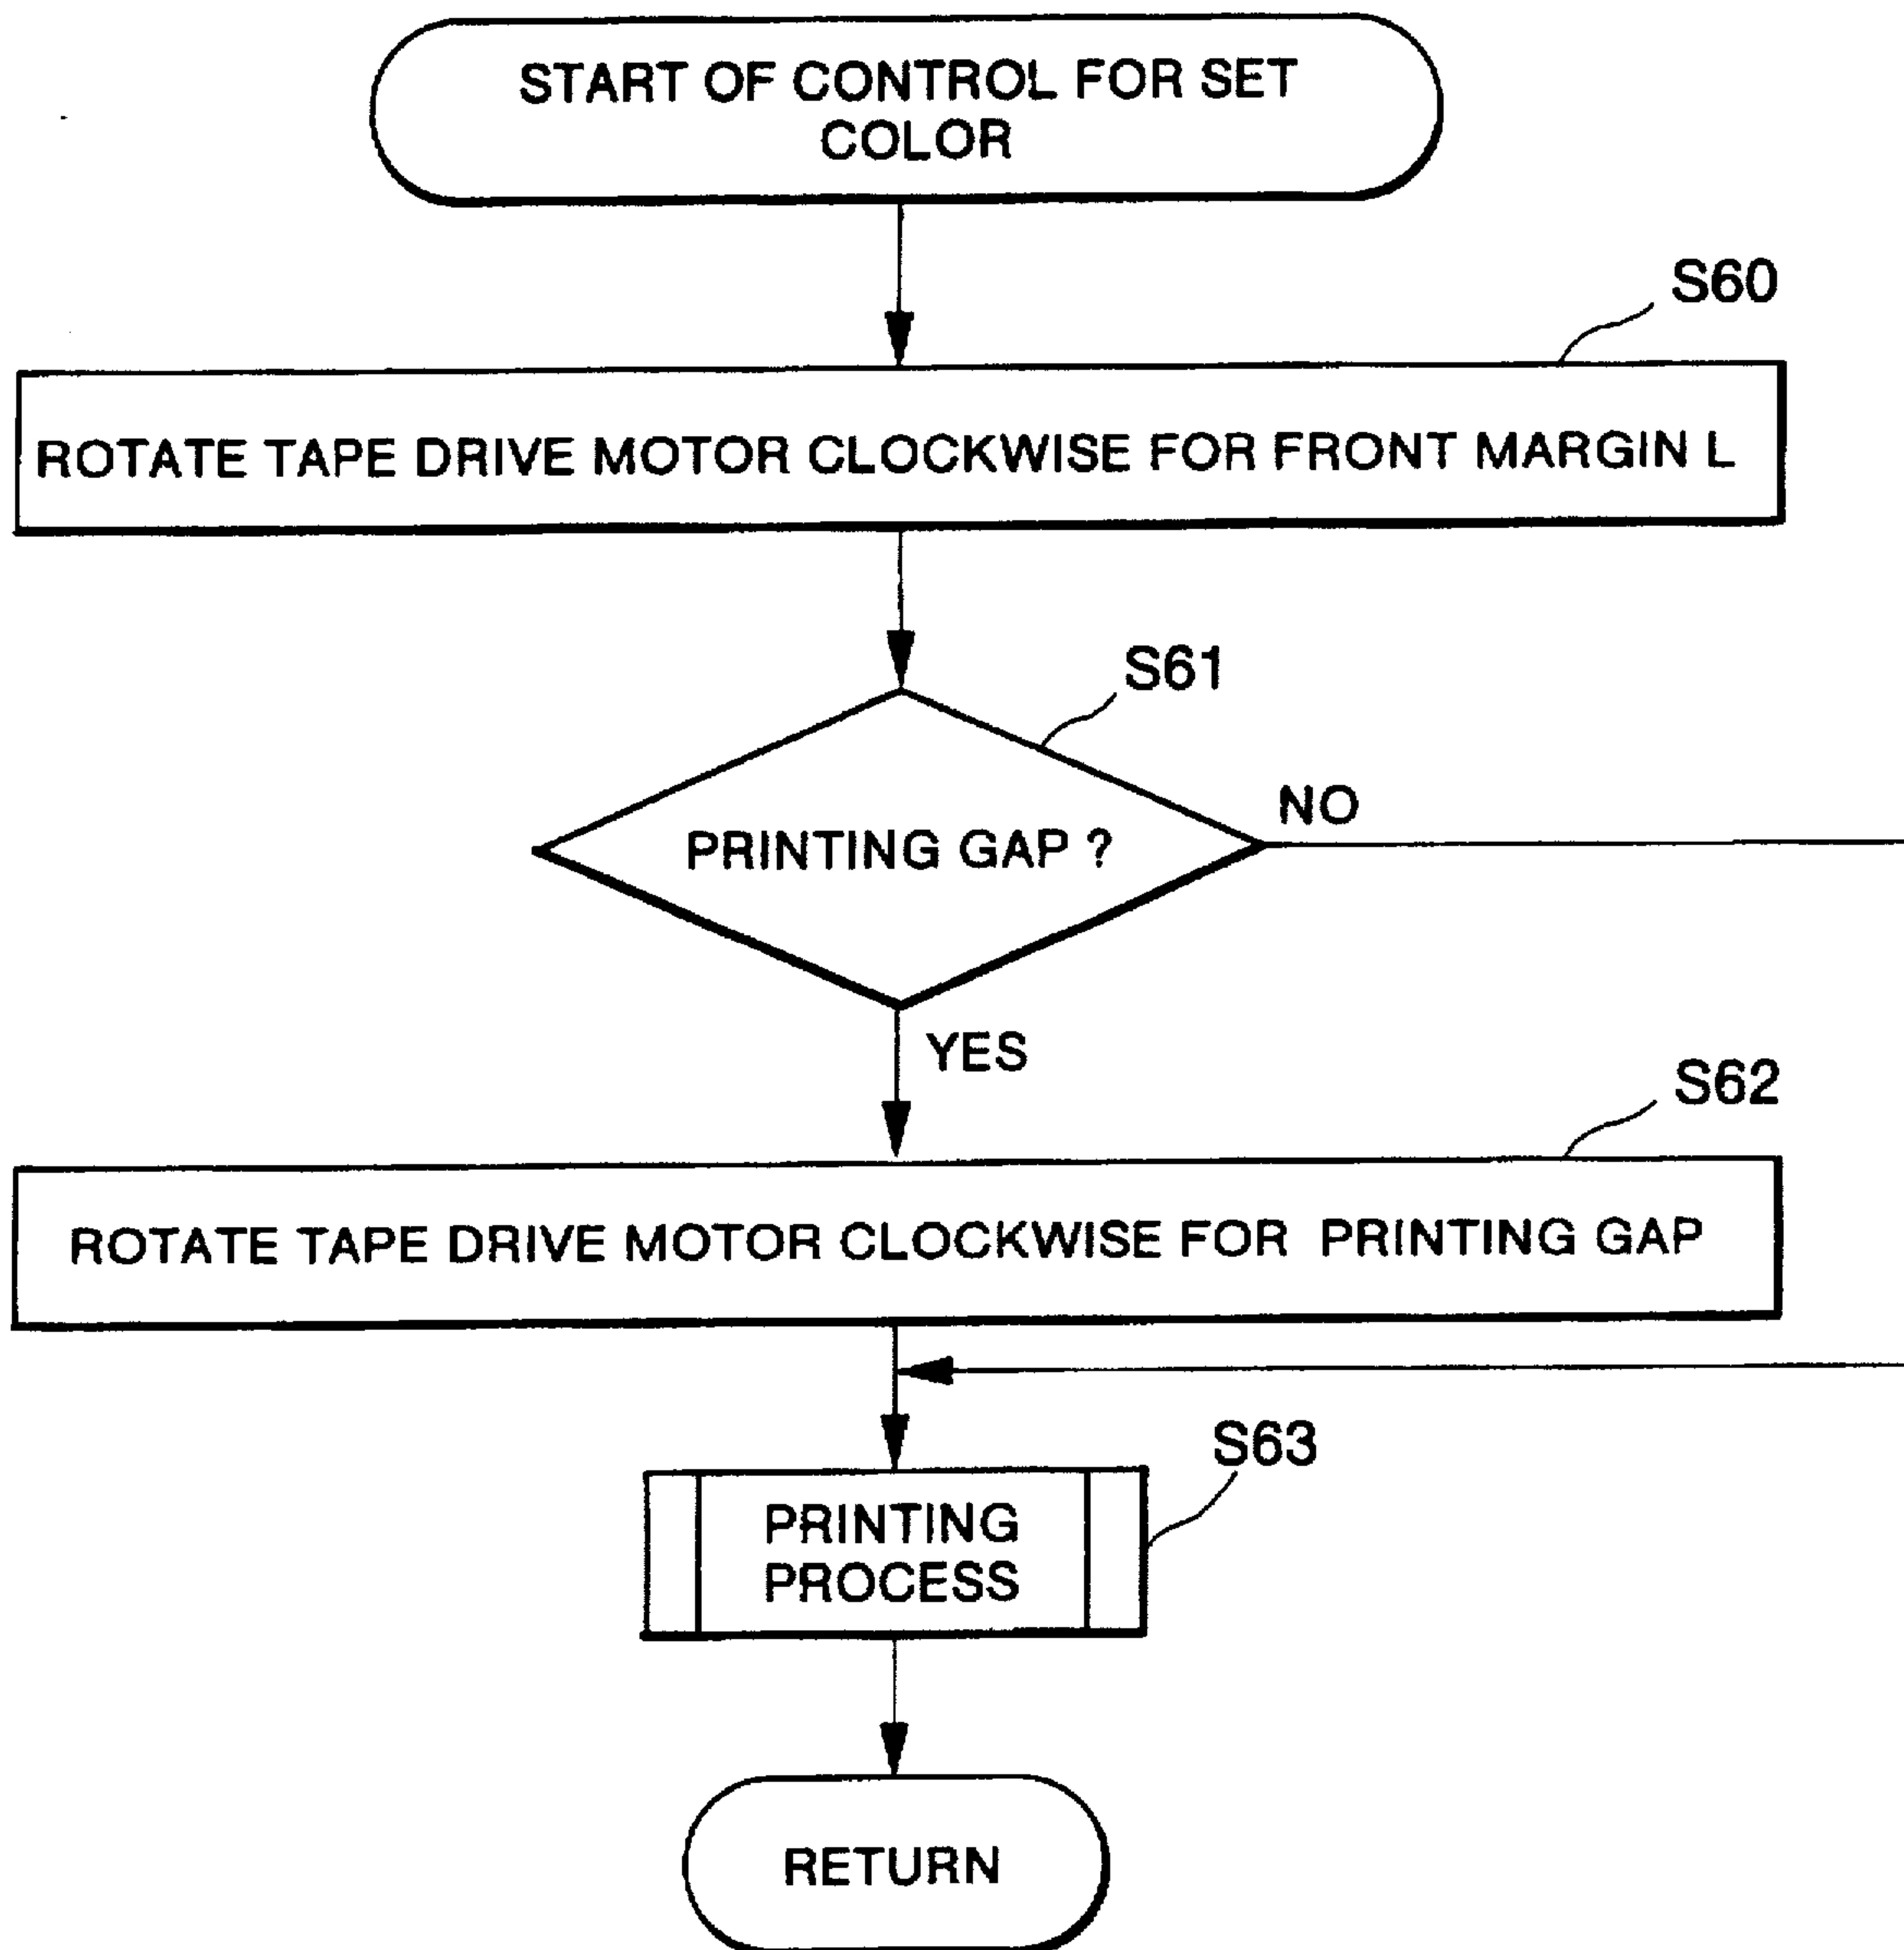 START OF CONTROL FOR SET
COLOR
S60
ROTATE TAPE DRIVE MOTOR CLOCKWISE FOR FRONT MARGIN L
S61
PRINTING GAP ?
NO
YES
S62
ROTATE TAPE DRIVE MOTOR CLOCKWISE FOR PRINTING GAP
S63
PRINTING
PROCESS
RETURN